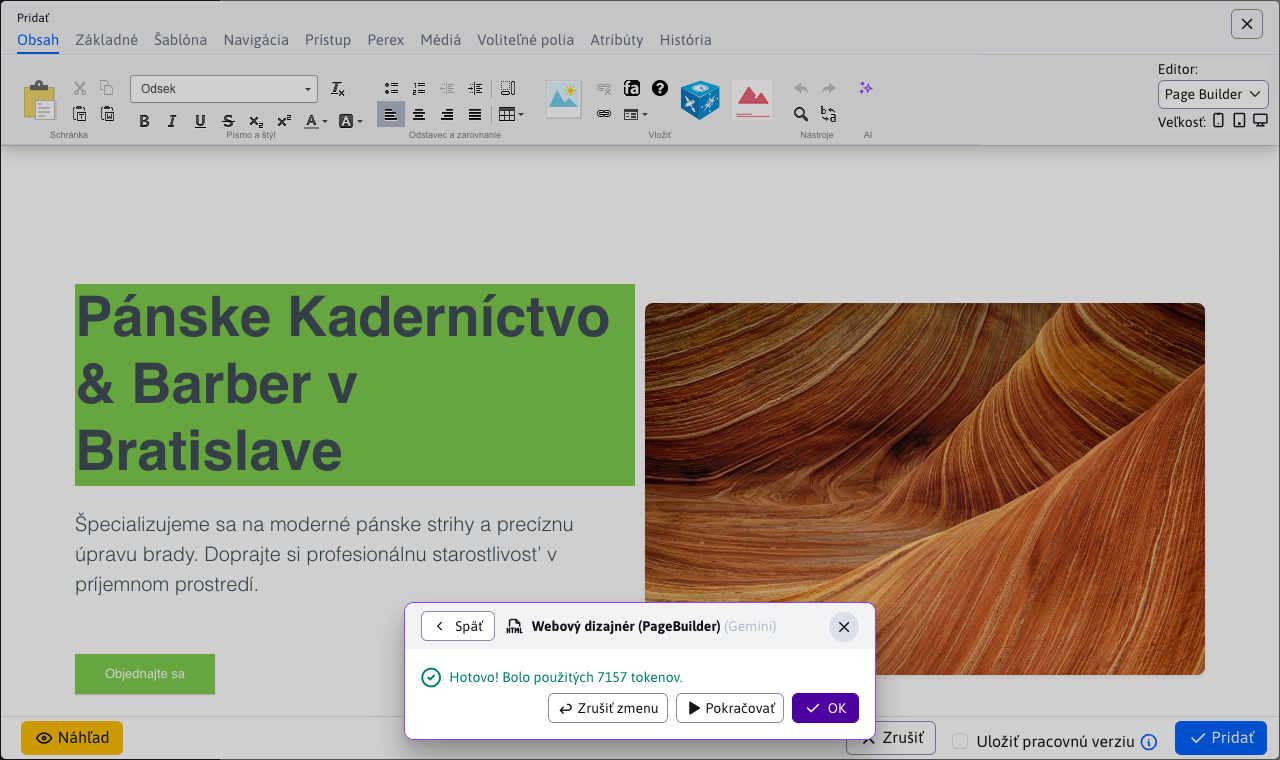 Pridať
Obsah Základné Šablóna Navigácia Prístup Perex Médiá Voliteľné polia Atribúty História
Editor:
Odsek
Page Builder
Veľkosť:
Schránka Písmo a štýl Odstavec a zarovnanie Vložiť Nástroje AI
Pánske Kaderníctvo
& Barber v
Bratislave
Špecializujeme sa na moderné pánske strihy a precíznu
úpravu brady. Doprajte si profesionálnu starostlivosť v
príjemnom prostredí.
Objednajte sa
Späť HTML Webový dizajnér (PageBuilder) (Gemini)
Hotovo! Bolo použitých 7157 tokenov.
Zrušiť zmenu Pokračovať OK
Náhľad Zrušiť Uložiť pracovnú verziu Pridať